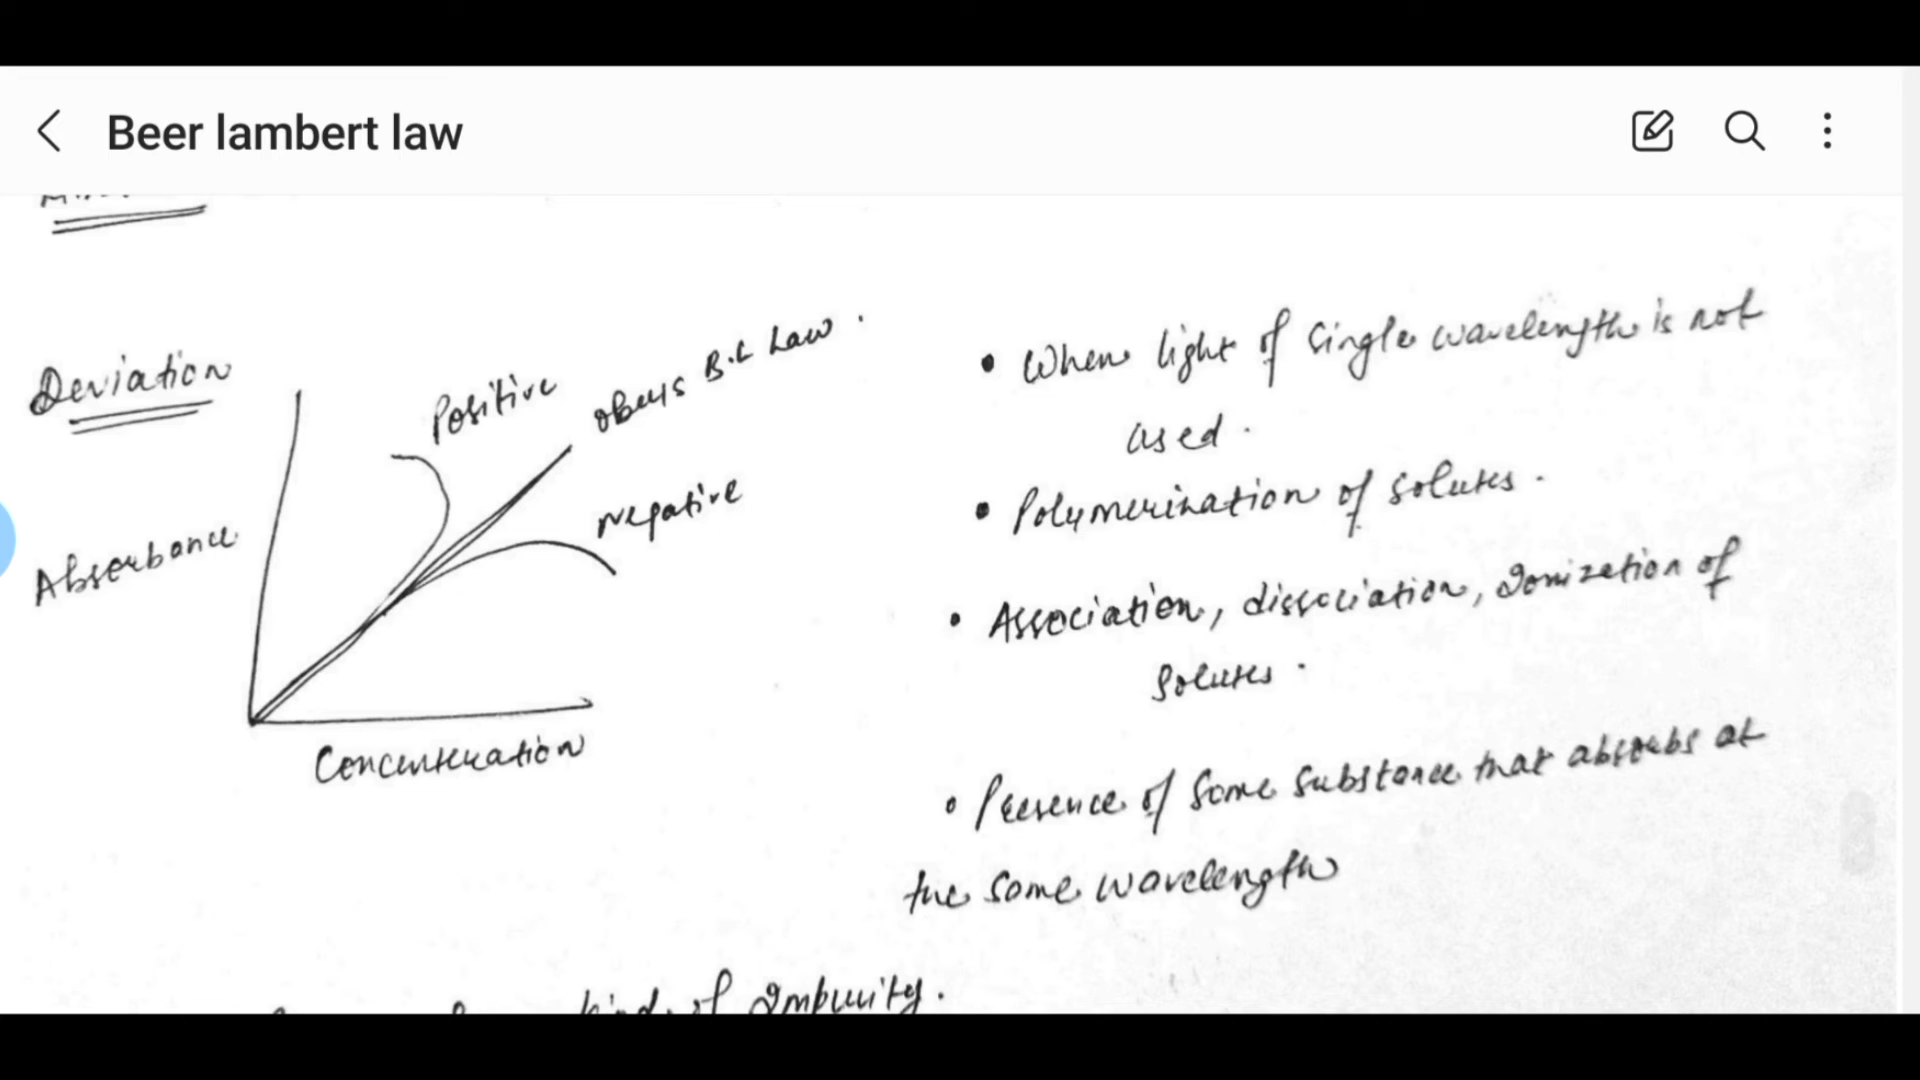 Beer lambert law
Deviation
Positive
obeys B.L Law.
Negative
Absorbance
Concentration
• When light of single wavelength is not
used.
• Polymerization of solutes.
• Association, dissociation, Ionization of
solutes.
• Presence of some substance that absorbs at
the same wavelength
kind of Impurity.